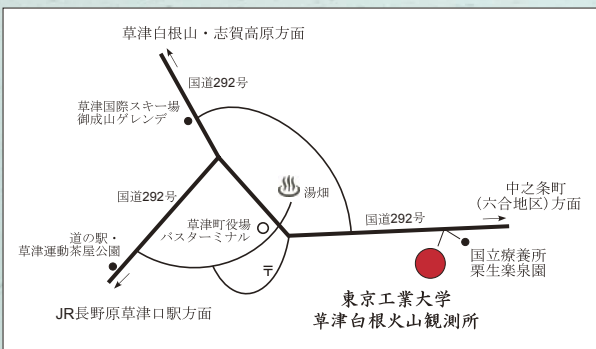 草津白根山・志賀高原方面
国道292号
草津国際スキー場
御成山ゲレンデ
国道292号
湯畑
中之条町
（六合地区）方面
国道292号
草津町役場
バスターミナル
道の駅・
草津運動茶屋公園
国立療養所
栗生楽泉園
〒
東京工業大学
草津白根火山観測所
JR長野原草津口駅方面